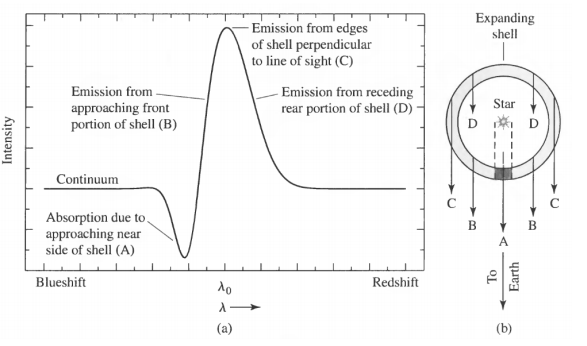 Emission from edges
of shell perpendicular
to line of sight (C)
Emission from
approaching front
portion of shell (B)
Emission from receding
rear portion of shell (D)
Intensity
Continuum
Absorption due to
approaching near
side of shell (A)
Blueshift
λ0
Redshift
λ
(a)
Expanding
shell
Star
D
D
C
C
B
B
A
To
Earth
(b)